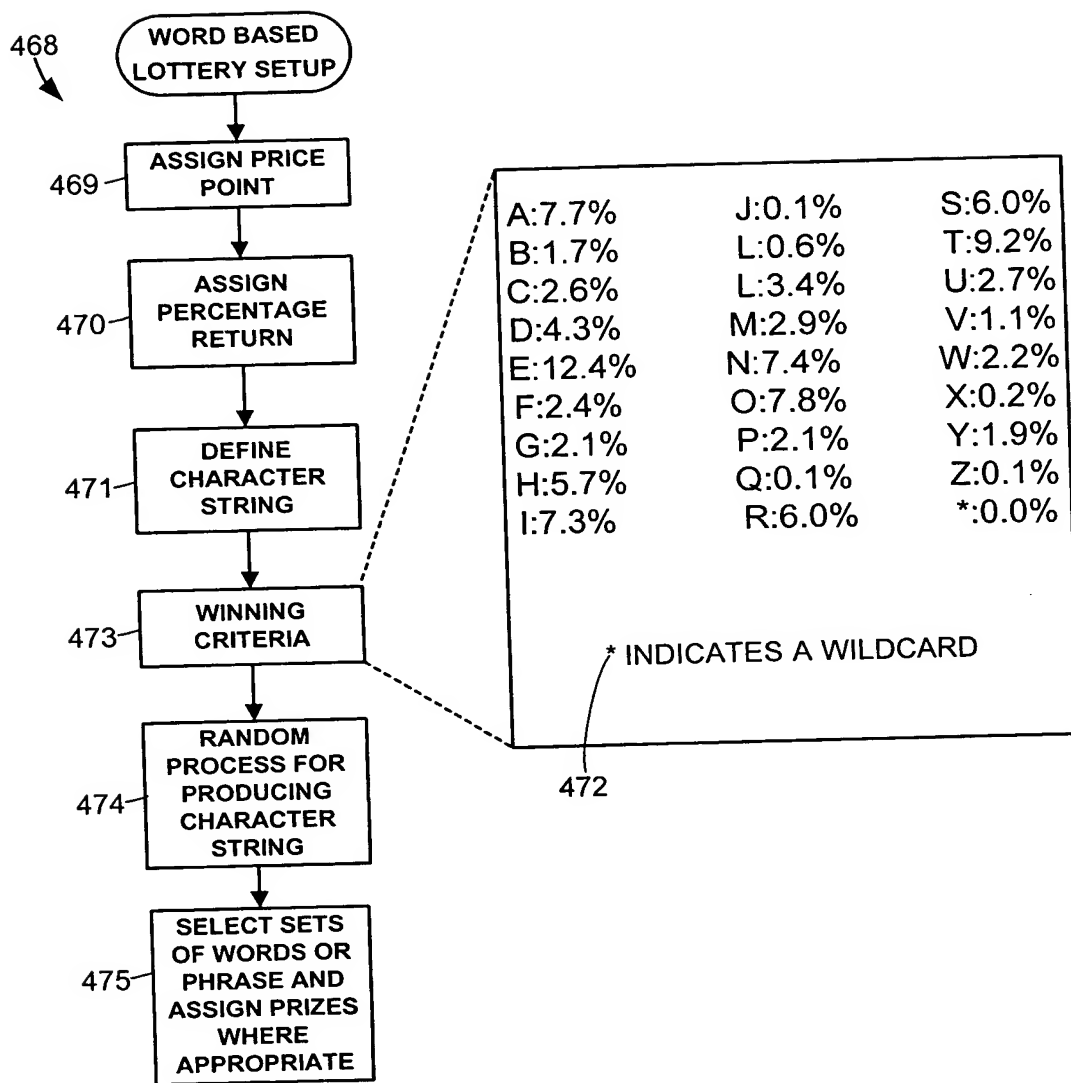 468
WORD BASED
LOTTERY SETUP
469
ASSIGN PRICE
POINT
470
ASSIGN
PERCENTAGE
RETURN
471
DEFINE
CHARACTER
STRING
473
WINNING
CRITERIA
474
RANDOM
PROCESS FOR
PRODUCING
CHARACTER
STRING
475
SELECT SETS
OF WORDS OR
PHRASE AND
ASSIGN PRIZES
WHERE
APPROPRIATE
A:7.7% J:0.1% S:6.0%
B:1.7% L:0.6% T:9.2%
C:2.6% L:3.4% U:2.7%
D:4.3% M:2.9% V:1.1%
E:12.4% N:7.4% W:2.2%
F:2.4% O:7.8% X:0.2%
G:2.1% P:2.1% Y:1.9%
H:5.7% Q:0.1% Z:0.1%
I:7.3% R:6.0% *:0.0%
* INDICATES A WILDCARD
472